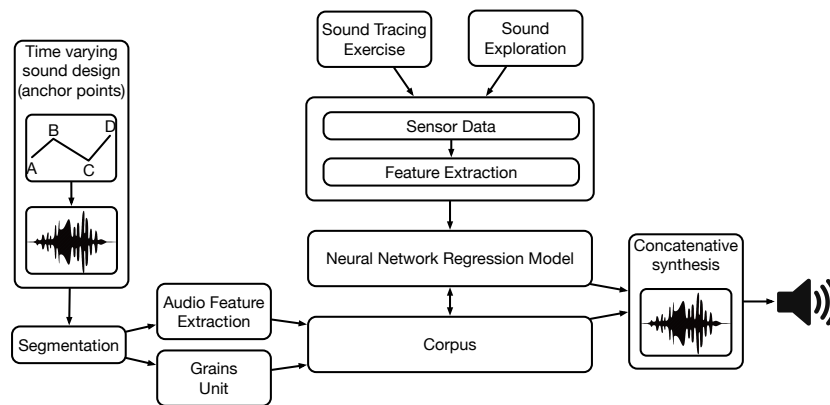 Time varying
sound design
(anchor points)
A
B
C
D
Segmentation
Audio Feature
Extraction
Grains
Unit
Sound Tracing
Exercise
Sound
Exploration
Sensor Data
Feature Extraction
Neural Network Regression Model
Corpus
Concatenative
synthesis